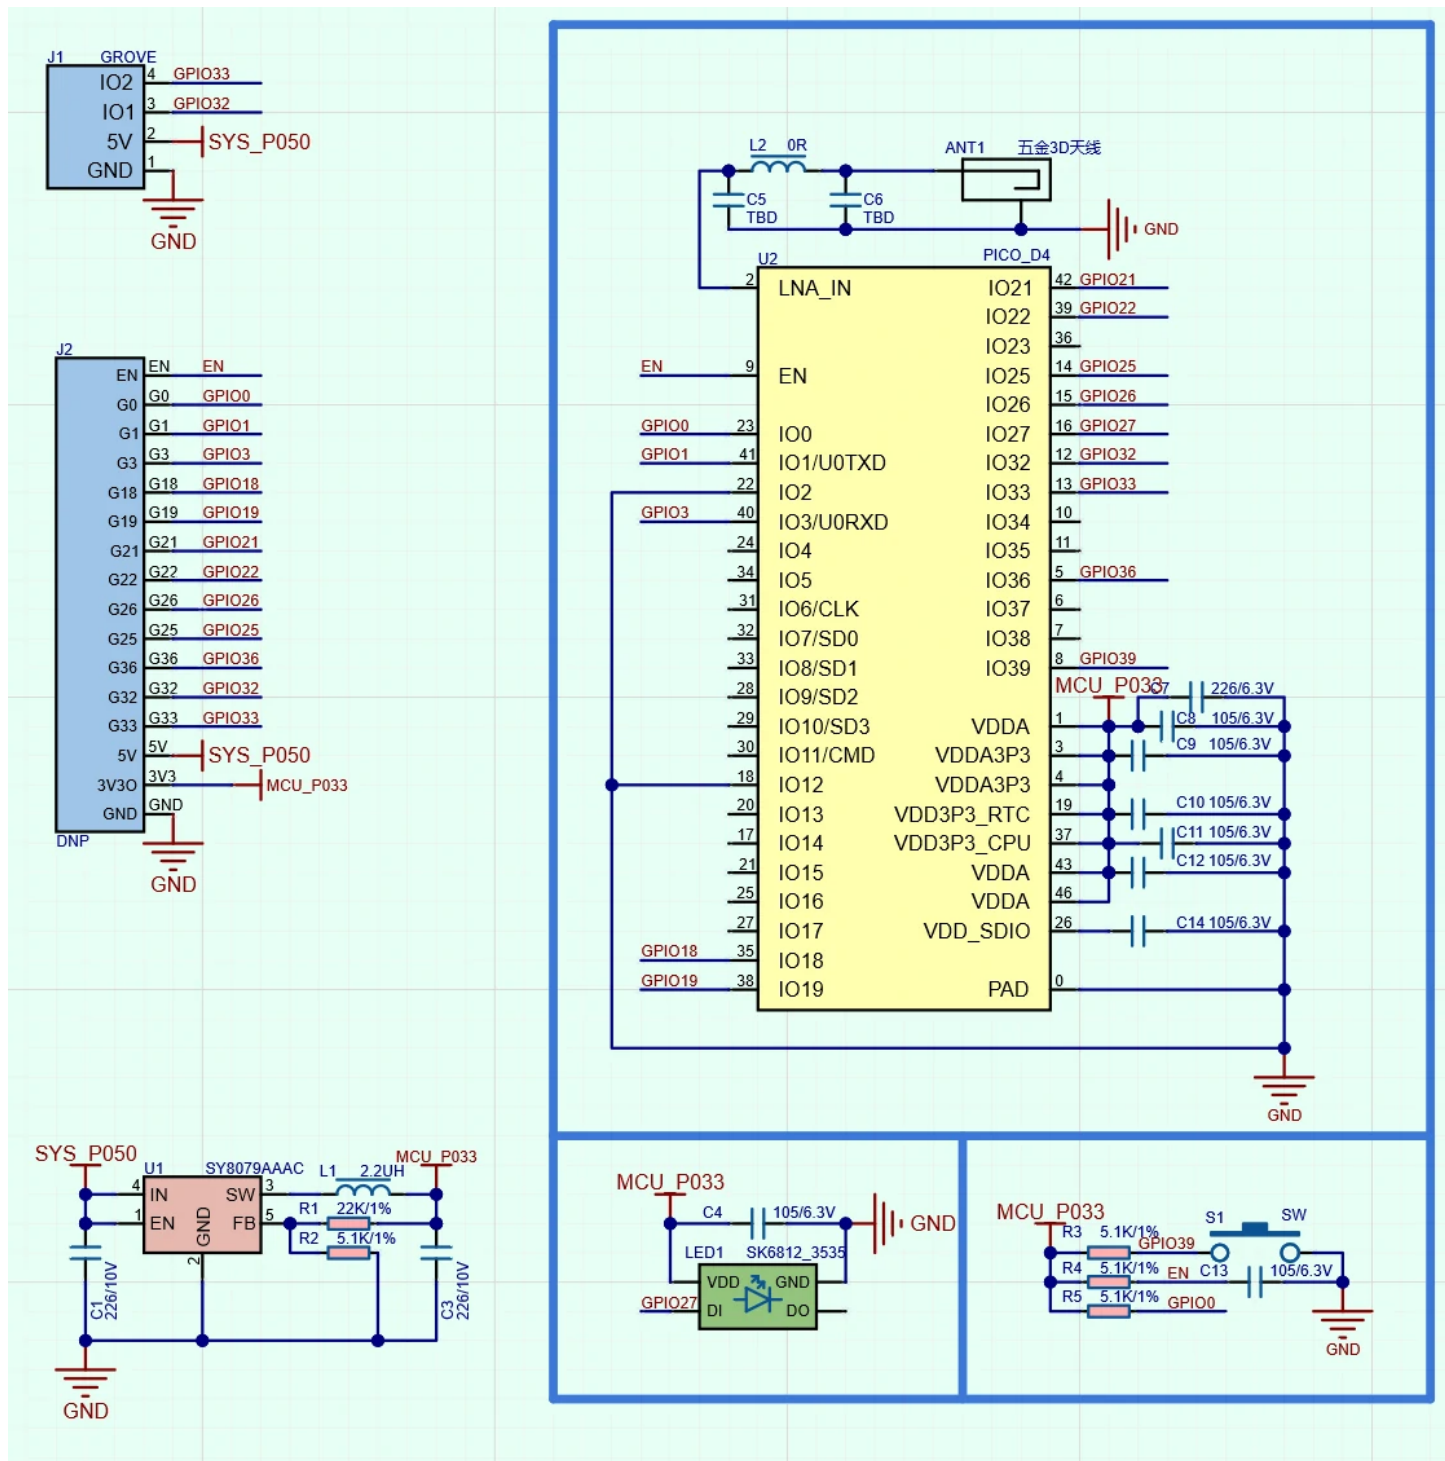 J1 GROVE
IO2 4 GPIO33
IO1 3 GPIO32
5V 2 SYS_P050
GND 1
GND
J2
EN EN EN
G0 G0 GPIO0
G1 G1 GPIO1
G3 G3 GPIO3
G18 G18 GPIO18
G19 G19 GPIO19
G21 G21 GPIO21
G22 G22 GPIO22
G26 G26 GPIO26
G25 G25 GPIO25
G36 G36 GPIO36
G32 G32 GPIO32
G33 G33 GPIO33
5V 5V SYS_P050
3V3O 3V3 MCU_P033
GND GND
DNP
GND
L2 0R
ANT1 五金3D天线
C5 TBD
C6 TBD
GND
U2 PICO_D4
2 LNA_IN IO21 42 GPIO21
IO22 39 GPIO22
IO23 36
EN 9 EN IO25 14 GPIO25
IO26 15 GPIO26
GPIO0 23 IO0 IO27 16 GPIO27
GPIO1 41 IO1/U0TXD IO32 12 GPIO32
22 IO2 IO33 13 GPIO33
GPIO3 40 IO3/U0RXD IO34 10
24 IO4 IO35 11
34 IO5 IO36 5 GPIO36
31 IO6/CLK IO37 6
32 IO7/SD0 IO38 7
33 IO8/SD1 IO39 8 GPIO39
MCU_P033 C7 226/6.3V
28 IO9/SD2
29 IO10/SD3 VDDA 1 C8 105/6.3V
30 IO11/CMD VDDA3P3 3 C9 105/6.3V
18 IO12 VDDA3P3 4
20 IO13 VDD3P3_RTC 19 C10 105/6.3V
17 IO14 VDD3P3_CPU 37 C11 105/6.3V
21 IO15 VDDA 43 C12 105/6.3V
25 IO16 VDDA 46
27 IO17 VDD_SDIO 26 C14 105/6.3V
GPIO18 35 IO18
GPIO19 38 IO19 PAD 0
GND
SYS_P050 MCU_P033
U1 SY8079AAAC L1 2.2UH
4 IN SW 3
1 EN GND FB 5
2
R1 22K/1%
R2 5.1K/1%
C1 226/10V
C3 226/10V
GND
MCU_P033
C4 105/6.3V GND
LED1 SK6812_3535
VDD GND
GPIO27 DI DO
MCU_P033 S1 SW
R3 5.1K/1% GPIO39
R4 5.1K/1% EN C13 105/6.3V
R5 5.1K/1% GPIO0
GND